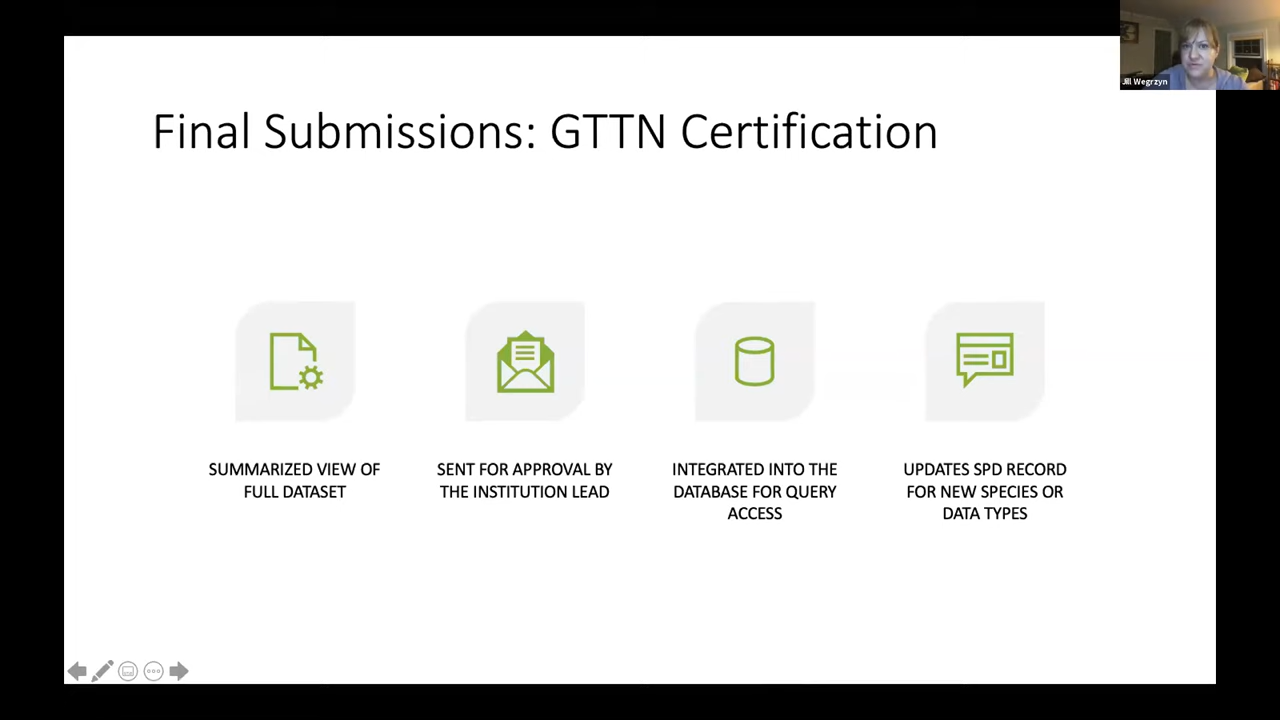 Jill Wegrzyn
Final Submissions: GTTN Certification
SUMMARIZED VIEW OF
FULL DATASET
SENT FOR APPROVAL BY
THE INSTITUTION LEAD
INTEGRATED INTO THE
DATABASE FOR QUERY
ACCESS
UPDATES SPD RECORD
FOR NEW SPECIES OR
DATA TYPES